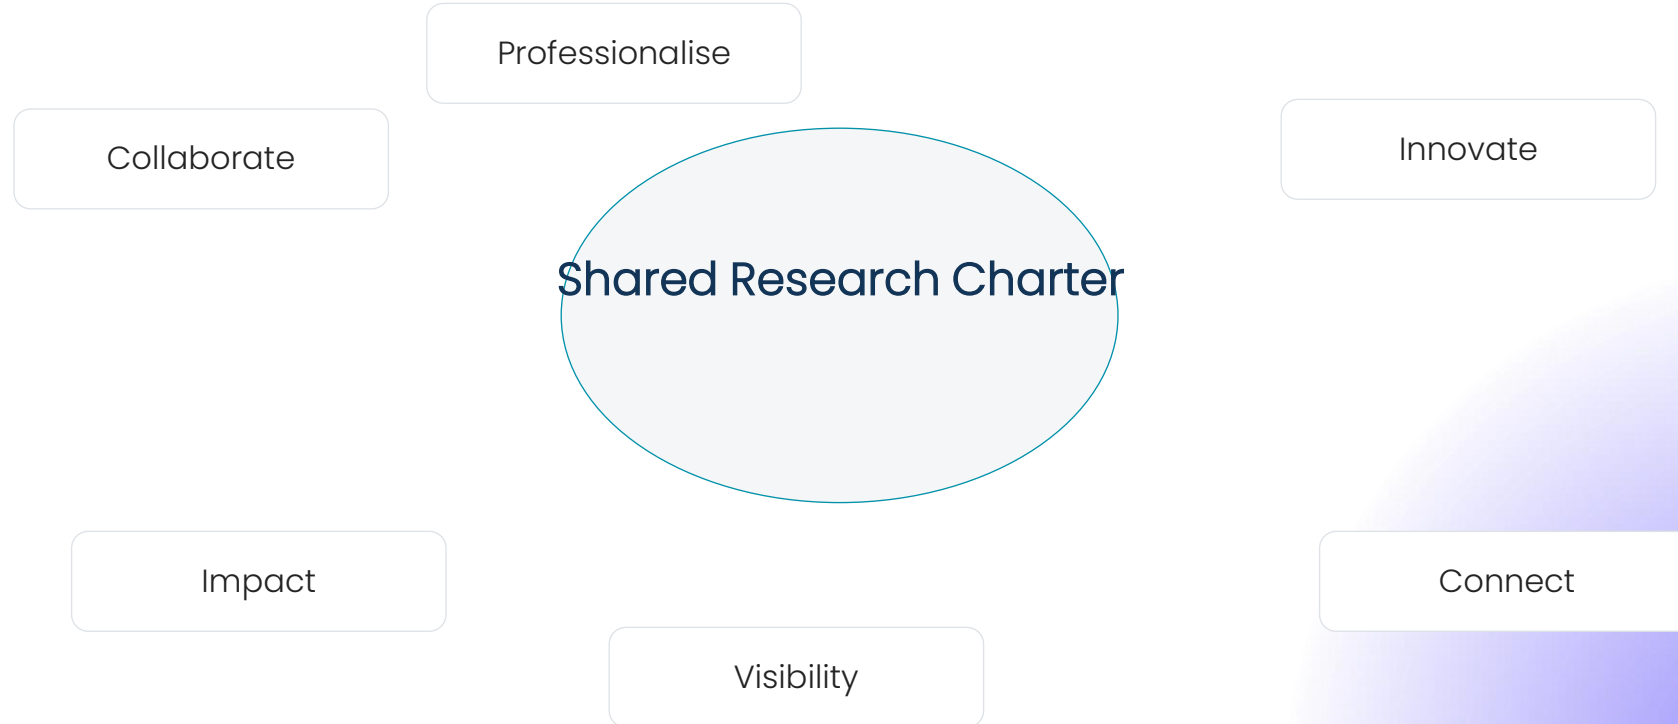 Professionalise
Collaborate
Innovate
Shared Research Charter
Impact
Connect
Visibility